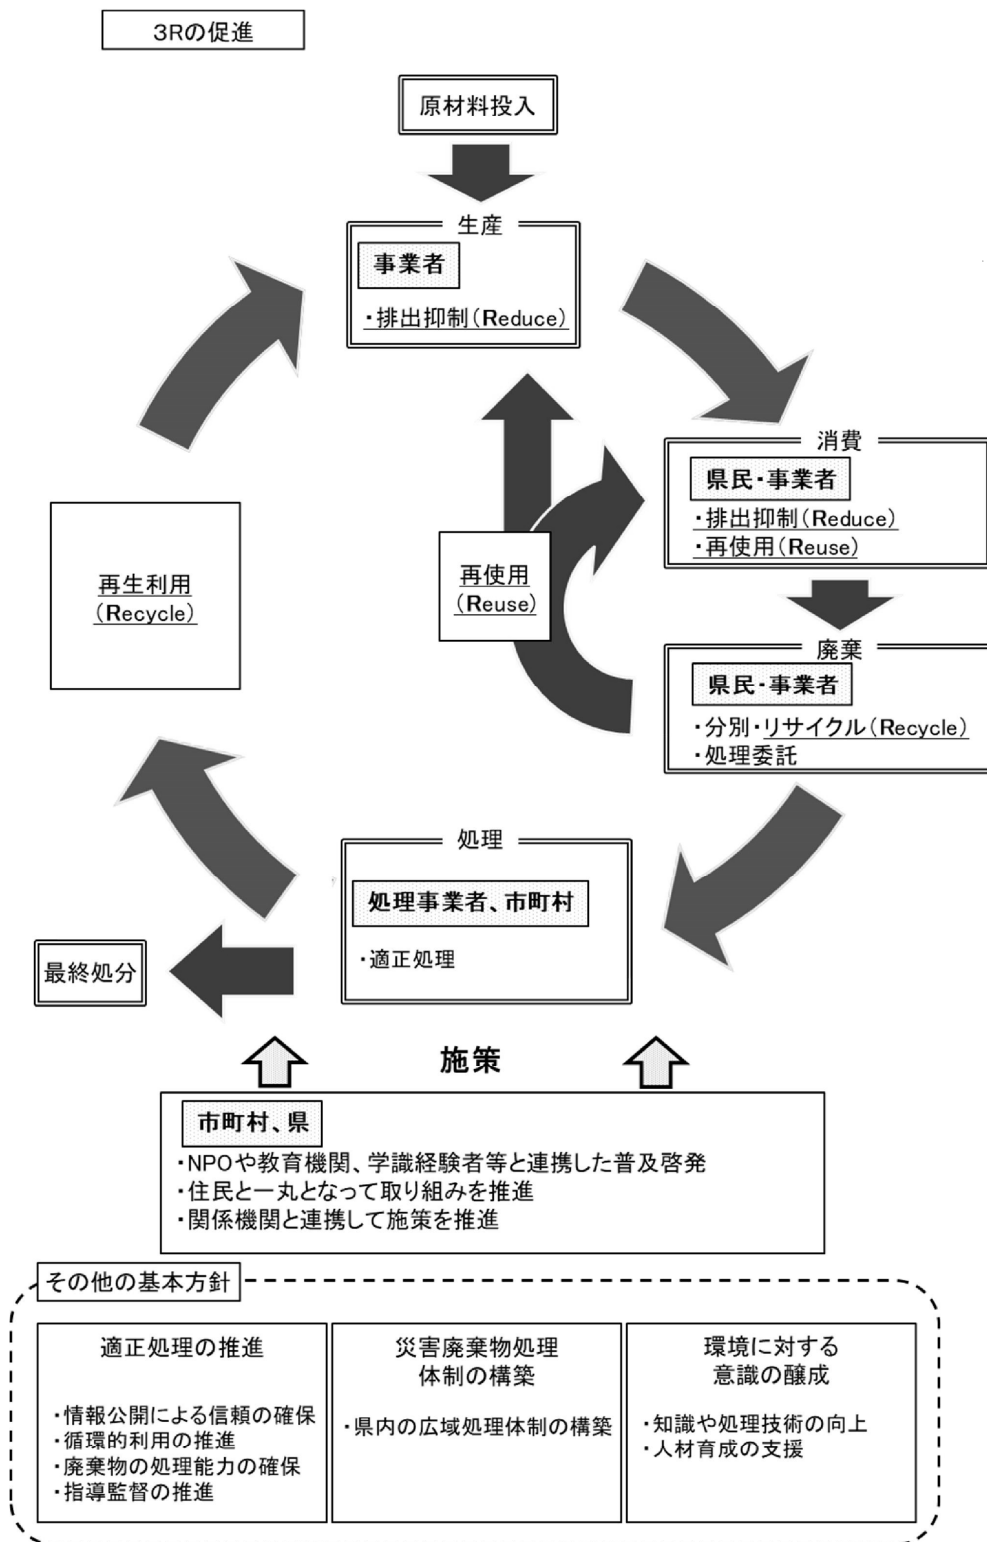 3Rの促進
原材料投入
生産
事業者
・排出抑制(Reduce)
消費
県民・事業者
・排出抑制(Reduce)
・再使用(Reuse)
再生利用
(Recycle)
再使用
(Reuse)
廃棄
県民・事業者
・分別・リサイクル(Recycle)
・処理委託
処理
処理事業者、市町村
・適正処理
最終処分
施策
市町村、県
・NPOや教育機関、学識経験者等と連携した普及啓発
・住民と一丸となって取り組みを推進
・関係機関と連携して施策を推進
その他の基本方針
適正処理の推進
・情報公開による信頼の確保
・循環的利用の推進
・廃棄物の処理能力の確保
・指導監督の推進
災害廃棄物処理
体制の構築
・県内の広域処理体制の構築
環境に対する
意識の醸成
・知識や処理技術の向上
・人材育成の支援